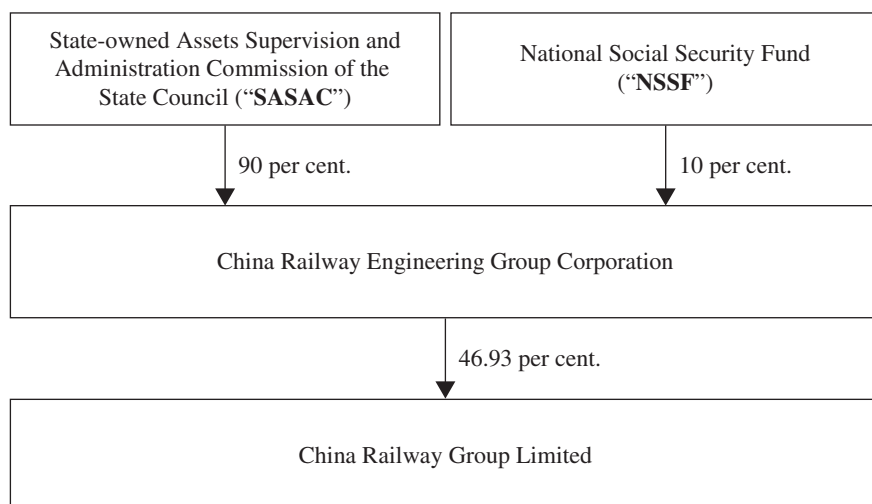 State-owned Assets Supervision and
Administration Commission of the
State Council (“SASAC”)
National Social Security Fund
(“NSSF”)
90 per cent.
10 per cent.
China Railway Engineering Group Corporation
46.93 per cent.
China Railway Group Limited